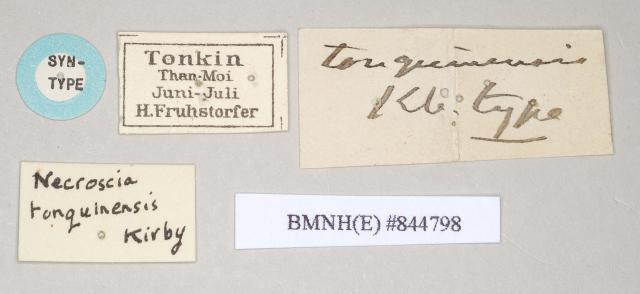 SYN-
TYPE
Tonkin
Than-Moi
Juni-Juli
H.Fruhstorfer
tonquinensis
Kb. type
Necroscia
tonquinensis
Kirby
BMNH(E) #844798